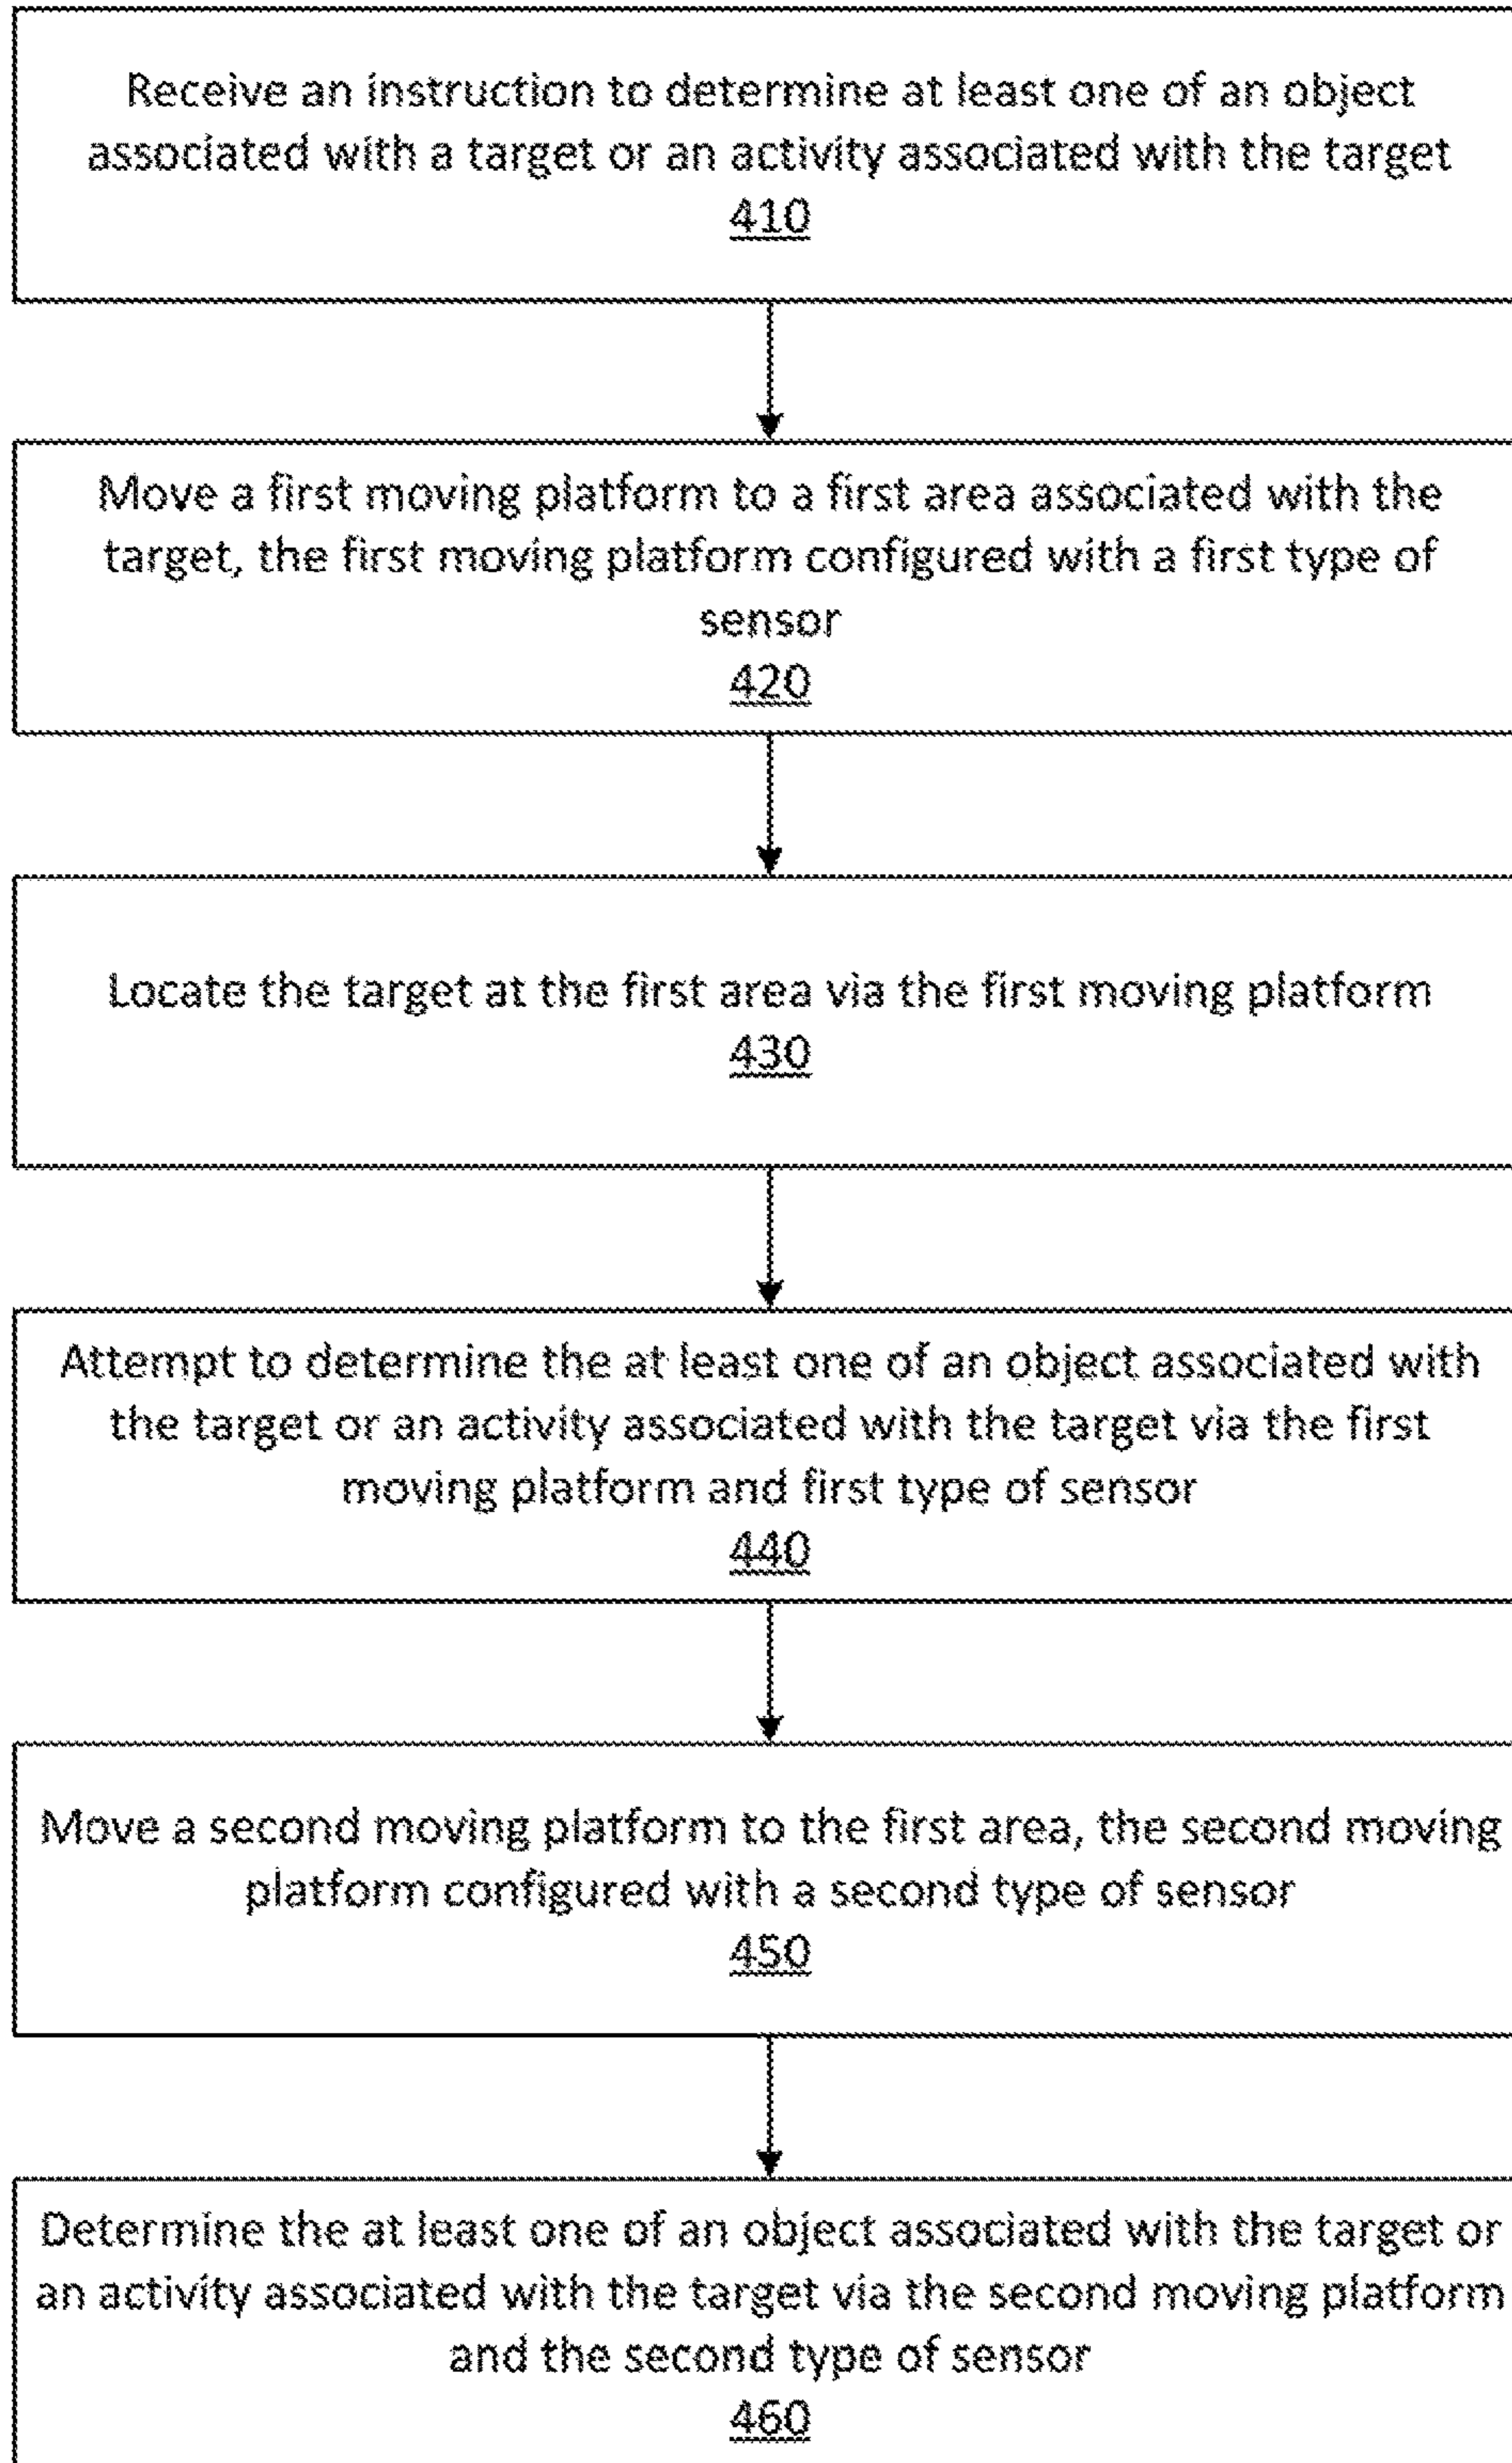 Receive an instruction to determine at least one of an object
associated with a target or an activity associated with the target
410
Move a first moving platform to a first area associated with the
target, the first moving platform configured with a first type of
sensor
420
Locate the target at the first area via the first moving platform
430
Attempt to determine the at least one of an object associated with
the target or an activity associated with the target via the first
moving platform and first type of sensor
440
Move a second moving platform to the first area, the second moving
platform configured with a second type of sensor
450
Determine the at least one of an object associated with the target or
an activity associated with the target via the second moving platform
and the second type of sensor
460